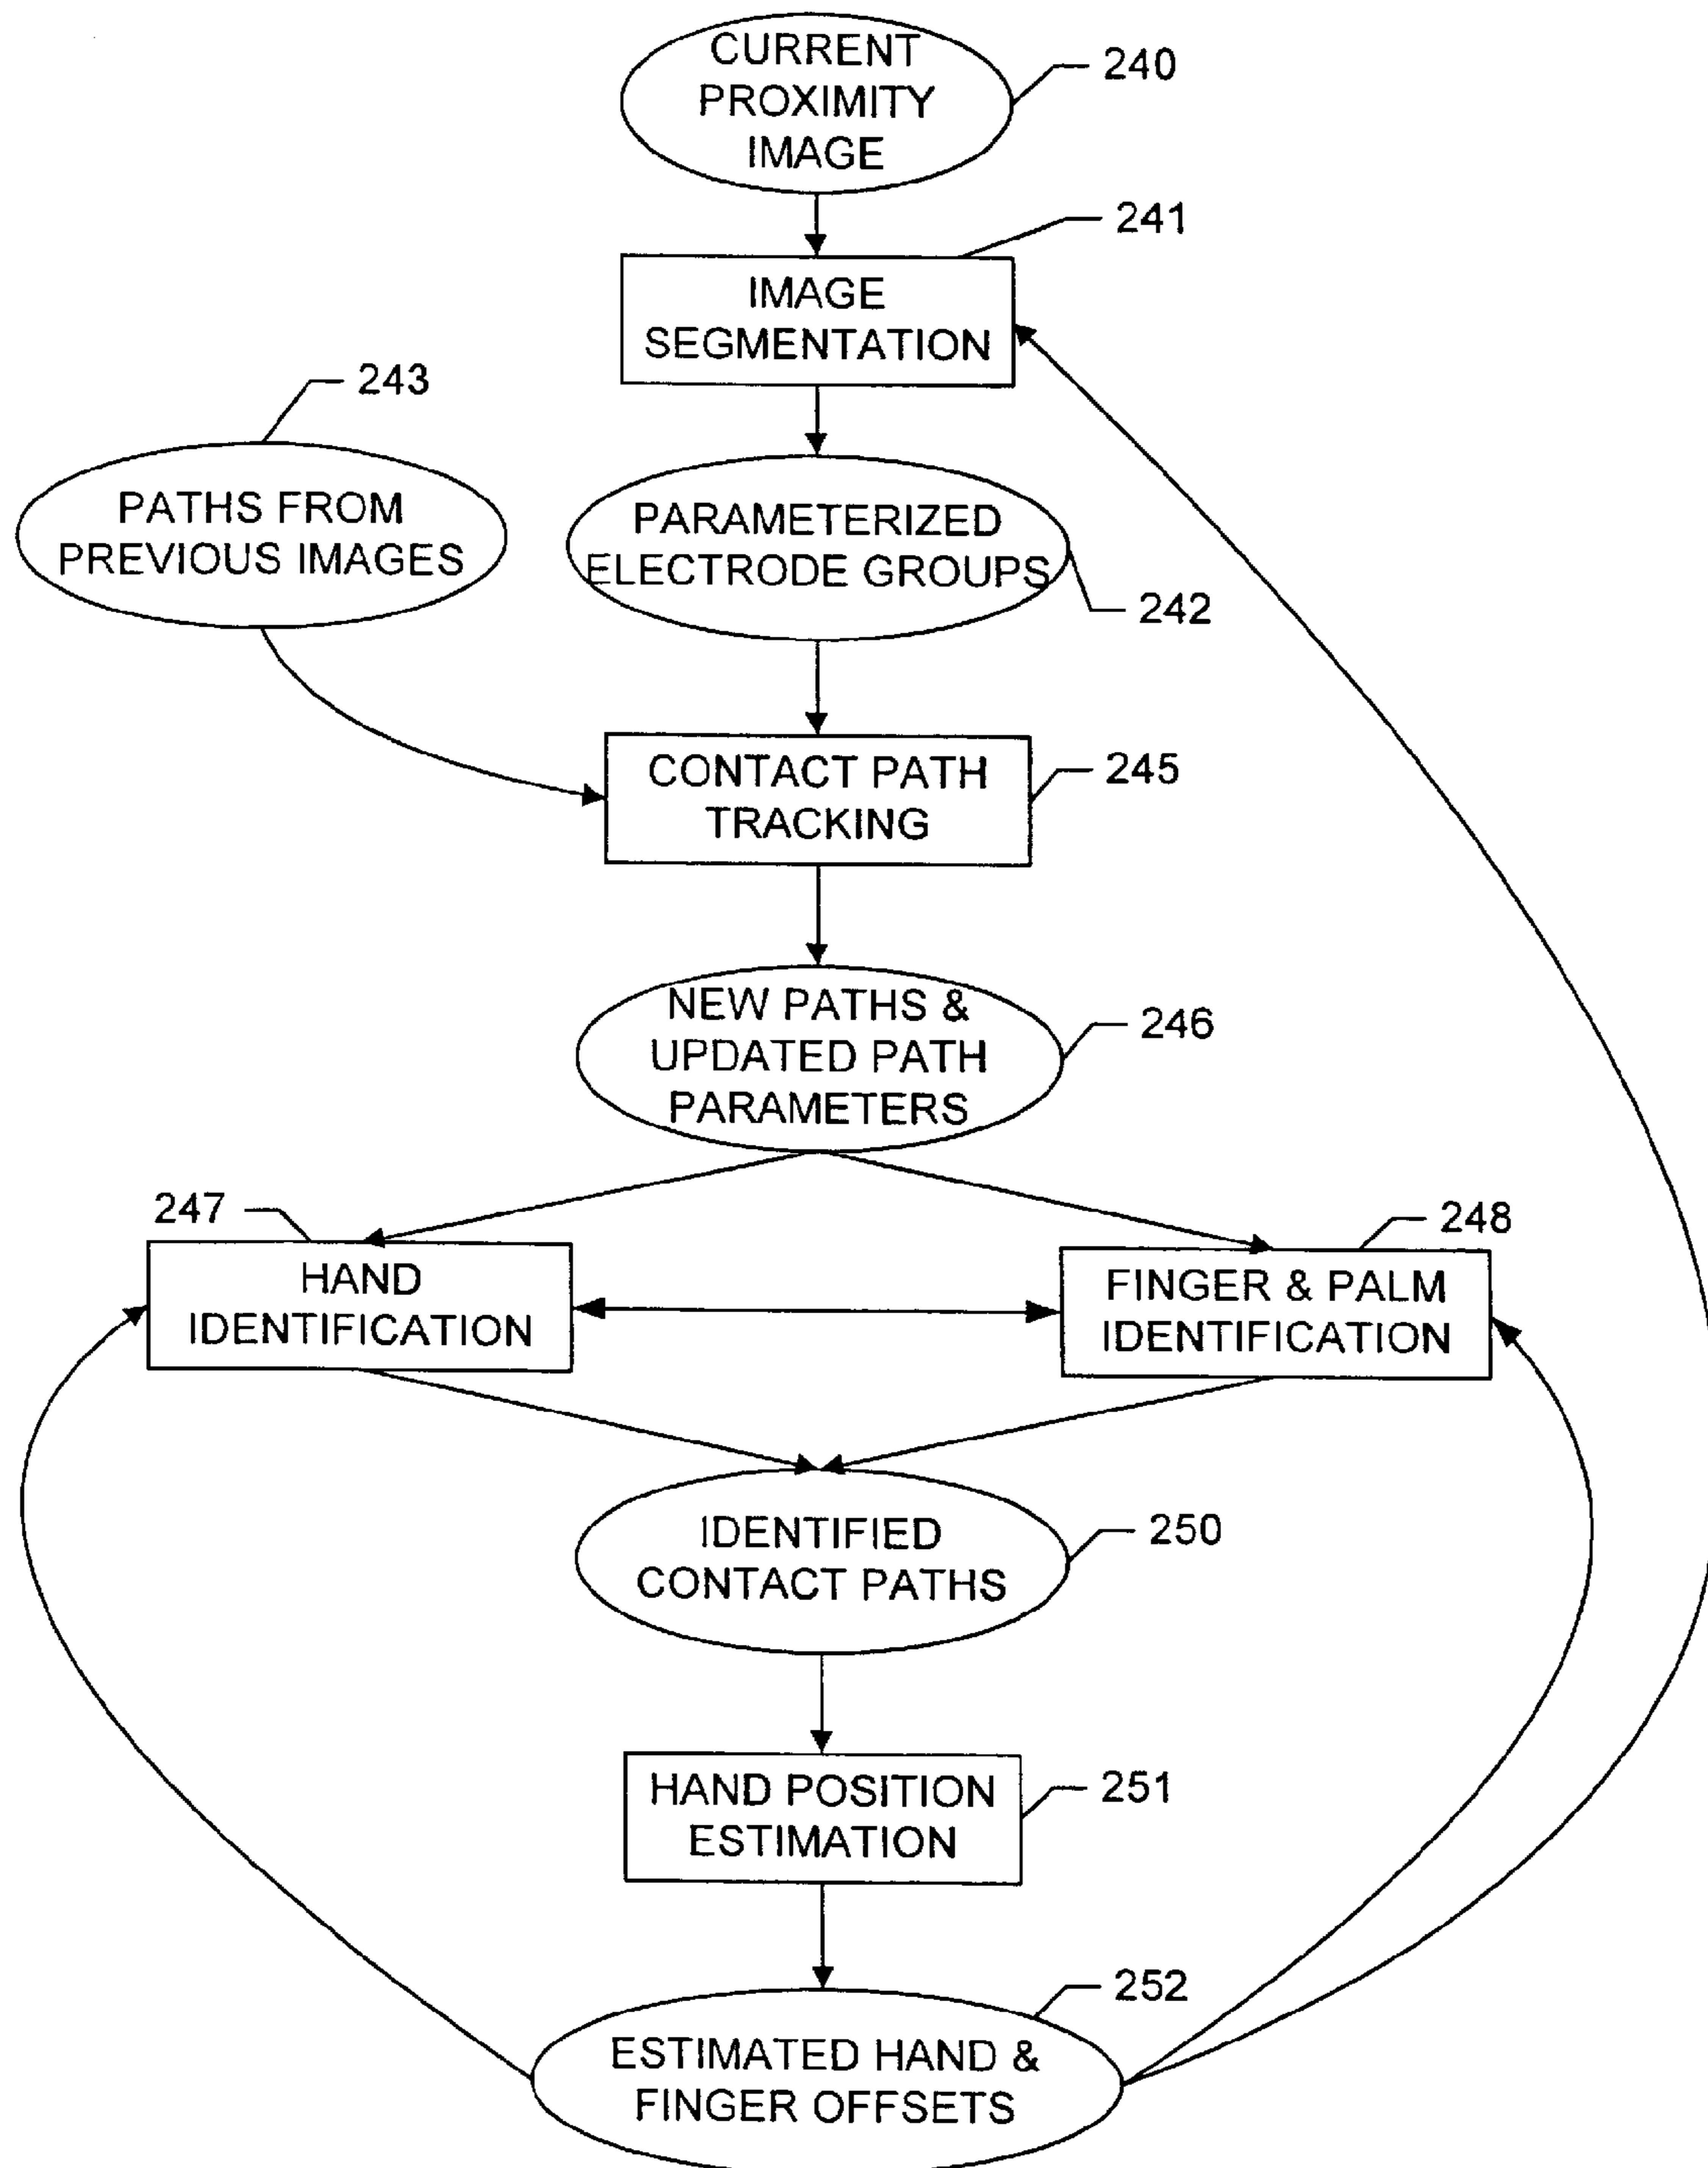 CURRENT
PROXIMITY
IMAGE
240
241
IMAGE
SEGMENTATION
243
PATHS FROM
PREVIOUS IMAGES
PARAMETERIZED
ELECTRODE GROUPS
242
CONTACT PATH
TRACKING
245
NEW PATHS &
UPDATED PATH
PARAMETERS
246
247
HAND
IDENTIFICATION
248
FINGER & PALM
IDENTIFICATION
IDENTIFIED
CONTACT PATHS
250
HAND POSITION
ESTIMATION
251
252
ESTIMATED HAND &
FINGER OFFSETS